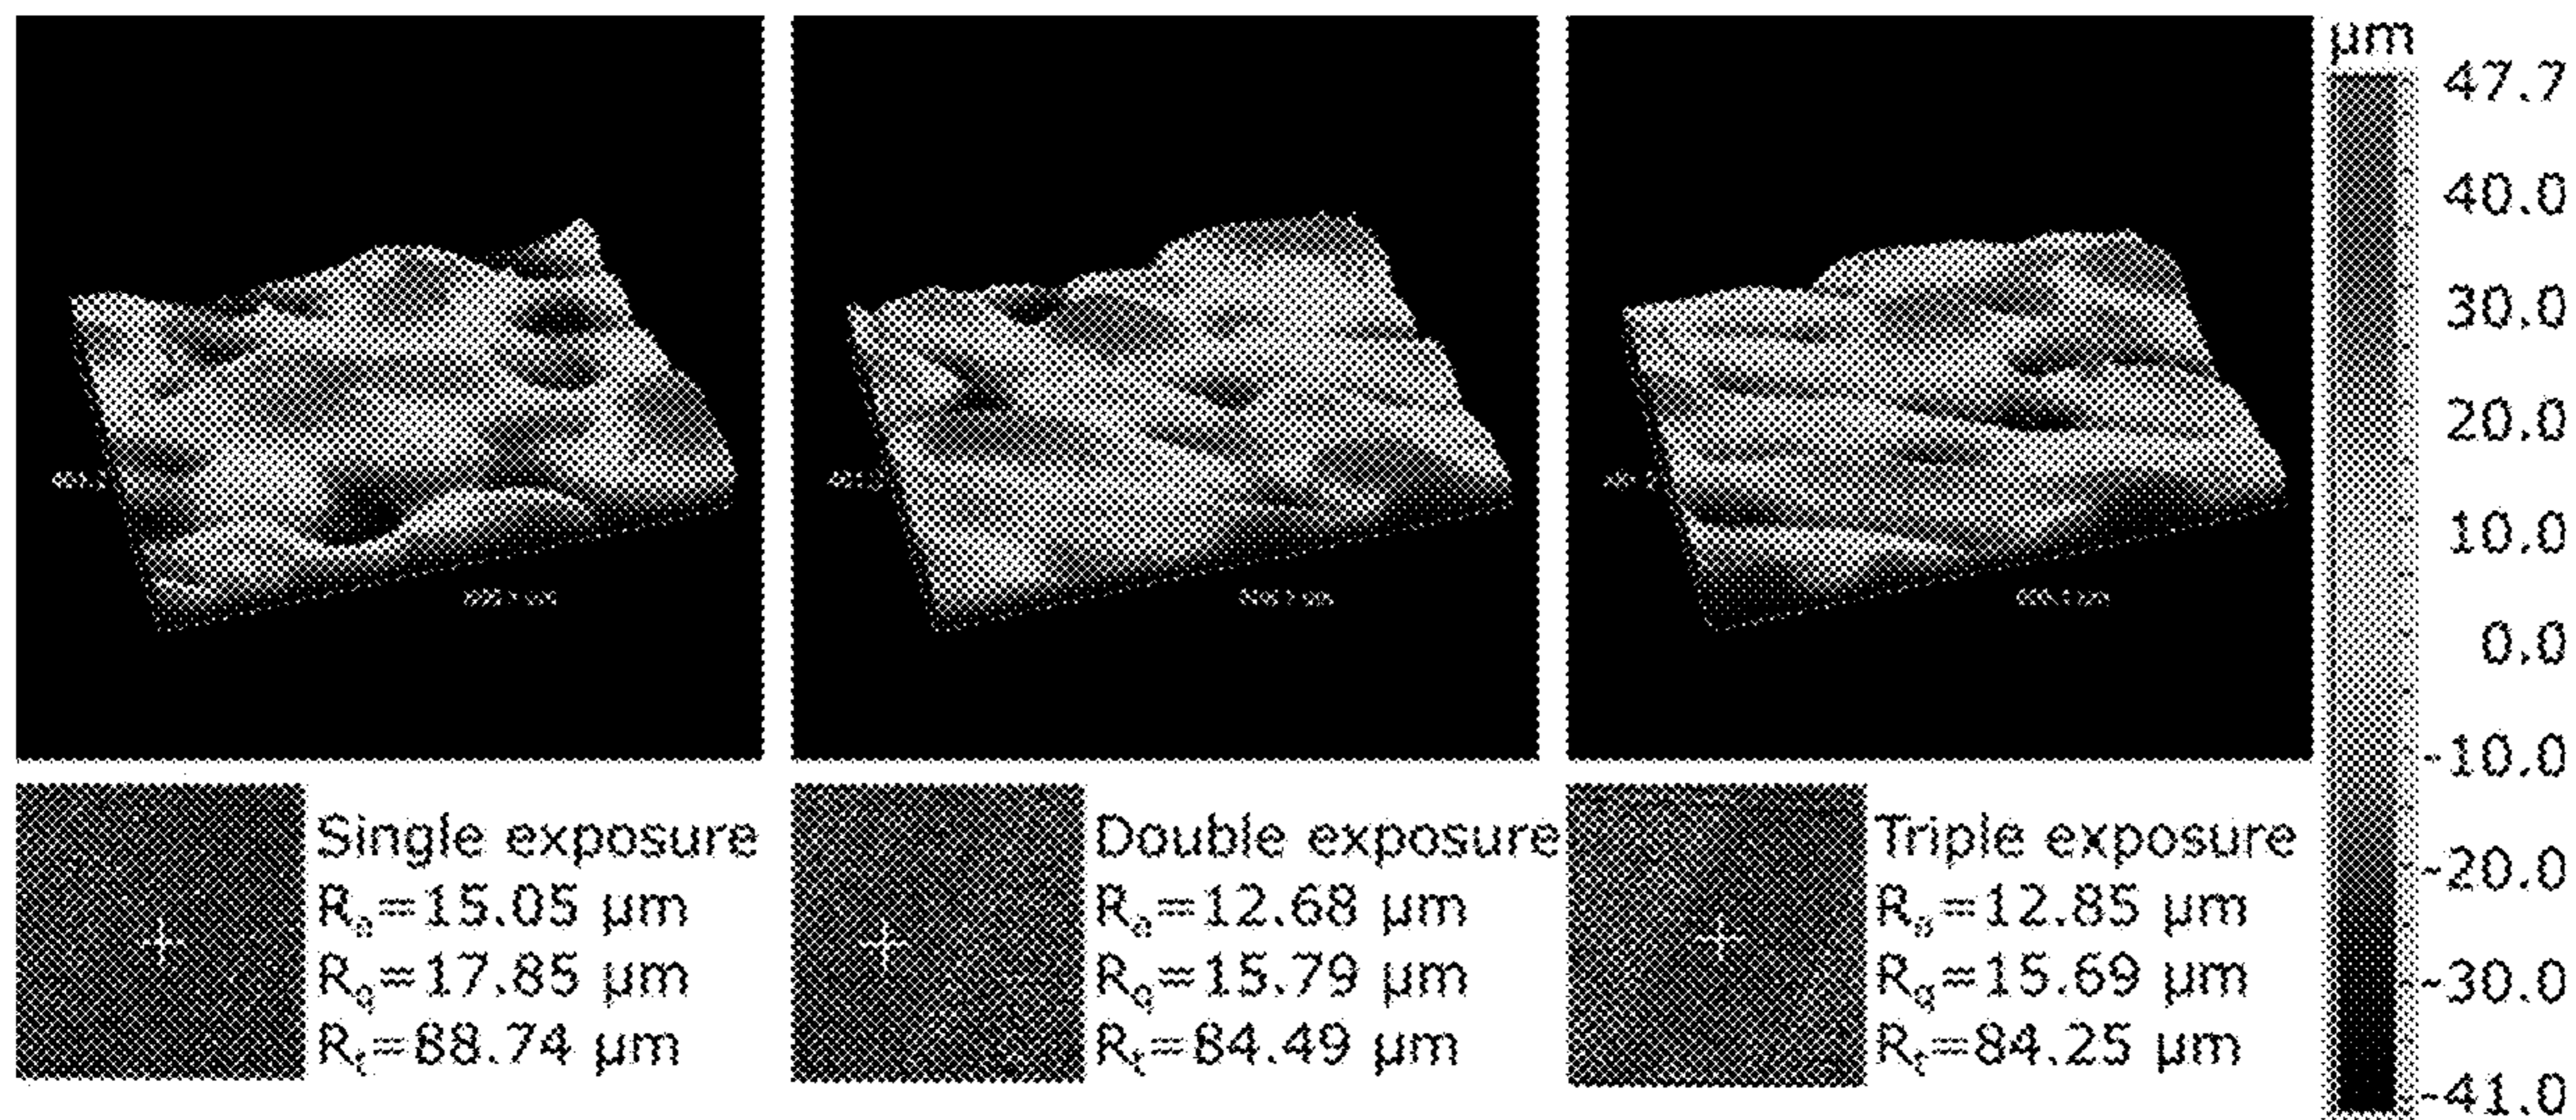 Single exposure
Rₐ=15.05 µm
R_q=17.85 µm
Rₜ=88.74 µm
Double exposure
Rₐ=12.68 µm
R_q=15.79 µm
Rₜ=84.49 µm
Triple exposure
Rₐ=12.85 µm
R_q=15.69 µm
Rₜ=84.25 µm
µm
47.7
40.0
30.0
20.0
10.0
0.0
-10.0
-20.0
-30.0
-41.0